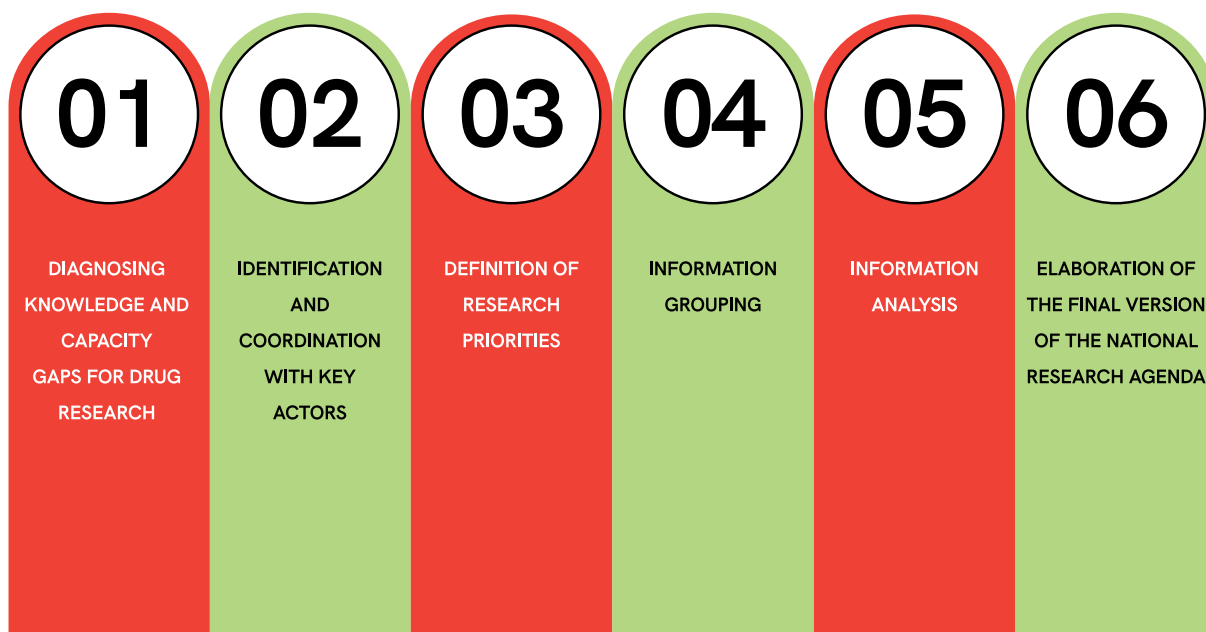 01
DIAGNOSING
KNOWLEDGE AND
CAPACITY
GAPS FOR DRUG
RESEARCH
02
IDENTIFICATION
AND
COORDINATION
WITH KEY
ACTORS
03
DEFINITION OF
RESEARCH
PRIORITIES
04
INFORMATION
GROUPING
05
INFORMATION
ANALYSIS
06
ELABORATION OF
THE FINAL VERSION
OF THE NATIONAL
RESEARCH AGENDA